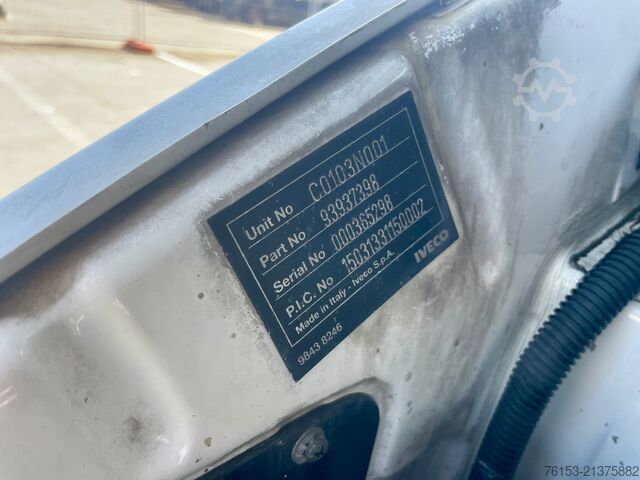 Unit No C0103N001
Part No 93937398
Serial No 000365298
P.I.C. No 15031331150002
Made in Italy - Iveco S.p.A. IVECO
9843 8246
76153-21375882